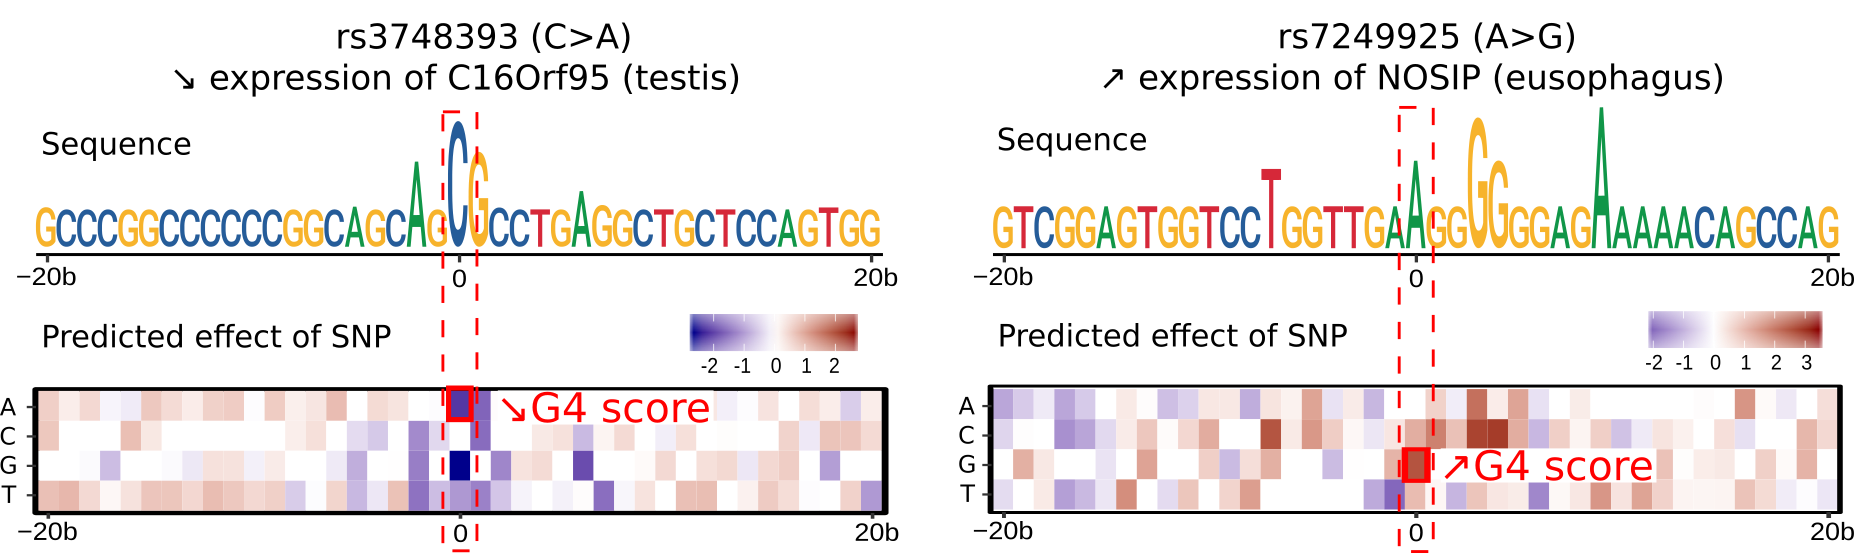 rs3748393 (C>A)
↘ expression of C16Orf95 (testis)
Sequence
GCCCGGCCCCCCGGCAGCAGCGCCTGAGGCTGCTCCAGTGG
−20b 0 20b
Predicted effect of SNP
-2 -1 0 1 2
A
C
G
T
↘G4 score
−20b 0 20b
rs7249925 (A>G)
↗ expression of NOSIP (eusophagus)
Sequence
GTCGGAGTGGTCCTGGTTGAAGGGGGGAGAAAAACAGCCAG
−20b 0 20b
Predicted effect of SNP
-2 -1 0 1 2 3
A
C
G
T
↗G4 score
−20b 0 20b